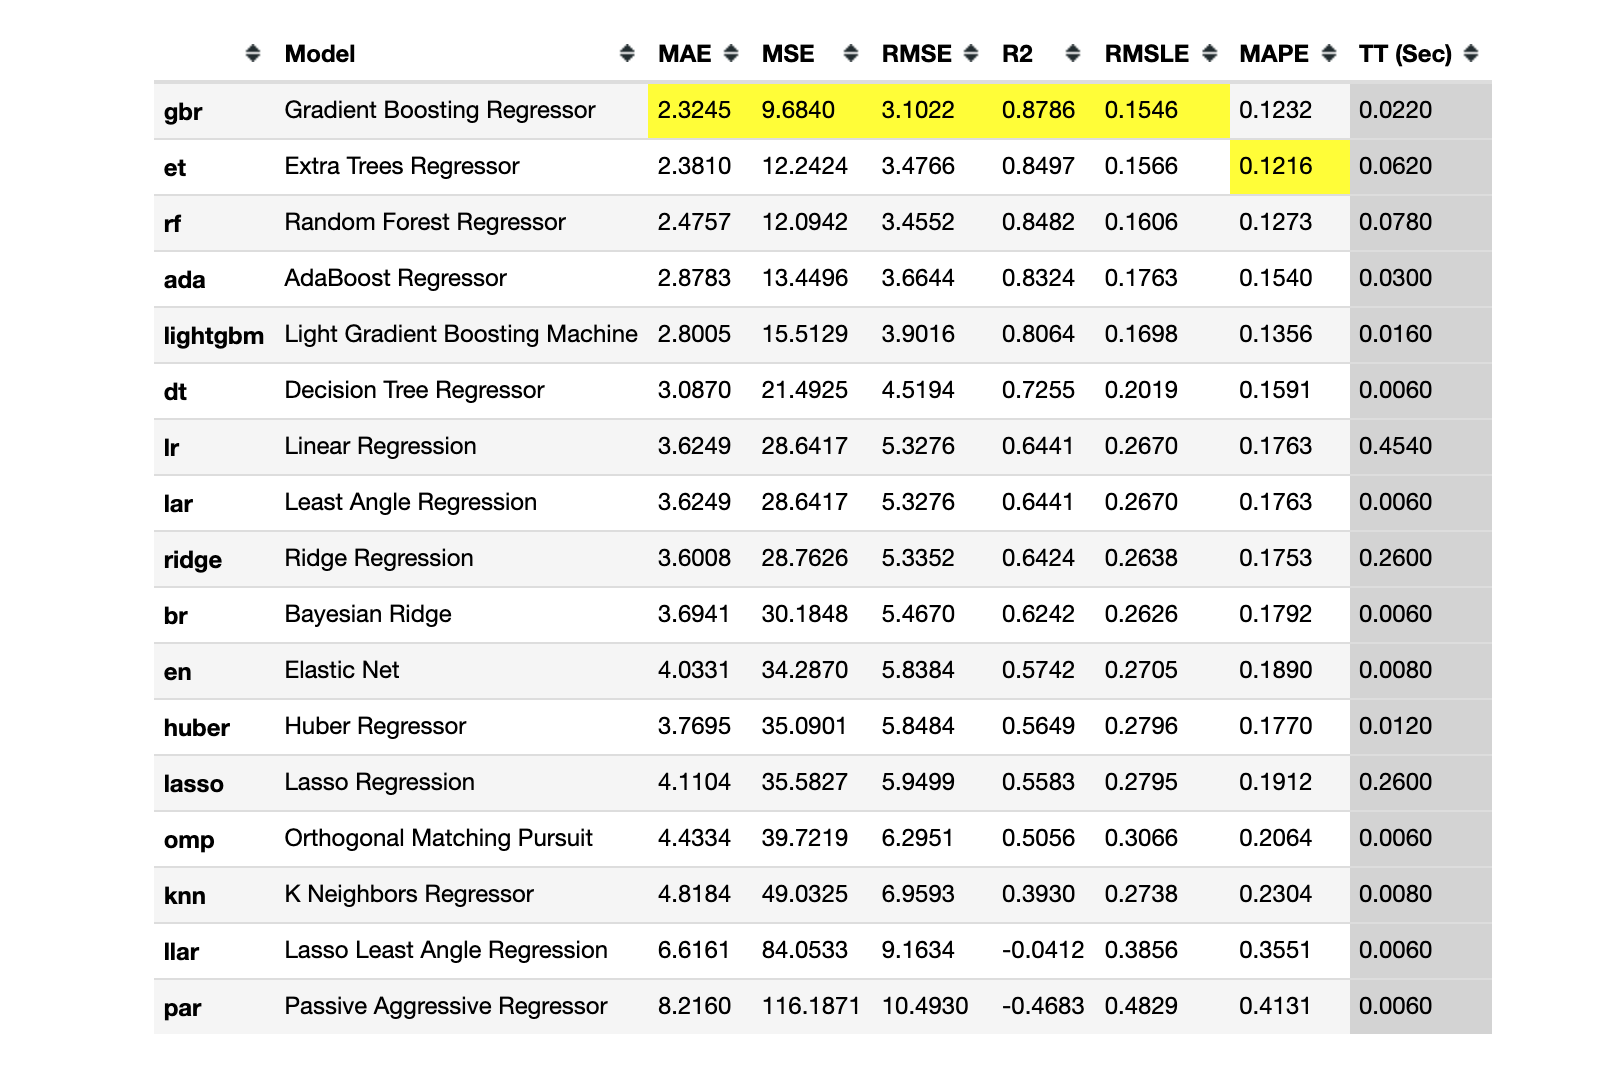 Model MAE MSE RMSE R2 RMSLE MAPE TT (Sec)
gbr Gradient Boosting Regressor 2.3245 9.6840 3.1022 0.8786 0.1546 0.1232 0.0220
et Extra Trees Regressor 2.3810 12.2424 3.4766 0.8497 0.1566 0.1216 0.0620
rf Random Forest Regressor 2.4757 12.0942 3.4552 0.8482 0.1606 0.1273 0.0780
ada AdaBoost Regressor 2.8783 13.4496 3.6644 0.8324 0.1763 0.1540 0.0300
lightgbm Light Gradient Boosting Machine 2.8005 15.5129 3.9016 0.8064 0.1698 0.1356 0.0160
dt Decision Tree Regressor 3.0870 21.4925 4.5194 0.7255 0.2019 0.1591 0.0060
lr Linear Regression 3.6249 28.6417 5.3276 0.6441 0.2670 0.1763 0.4540
lar Least Angle Regression 3.6249 28.6417 5.3276 0.6441 0.2670 0.1763 0.0060
ridge Ridge Regression 3.6008 28.7626 5.3352 0.6424 0.2638 0.1753 0.2600
br Bayesian Ridge 3.6941 30.1848 5.4670 0.6242 0.2626 0.1792 0.0060
en Elastic Net 4.0331 34.2870 5.8384 0.5742 0.2705 0.1890 0.0080
huber Huber Regressor 3.7695 35.0901 5.8484 0.5649 0.2796 0.1770 0.0120
lasso Lasso Regression 4.1104 35.5827 5.9499 0.5583 0.2795 0.1912 0.2600
omp Orthogonal Matching Pursuit 4.4334 39.7219 6.2951 0.5056 0.3066 0.2064 0.0060
knn K Neighbors Regressor 4.8184 49.0325 6.9593 0.3930 0.2738 0.2304 0.0080
llar Lasso Least Angle Regression 6.6161 84.0533 9.1634 -0.0412 0.3856 0.3551 0.0060
par Passive Aggressive Regressor 8.2160 116.1871 10.4930 -0.4683 0.4829 0.4131 0.0060